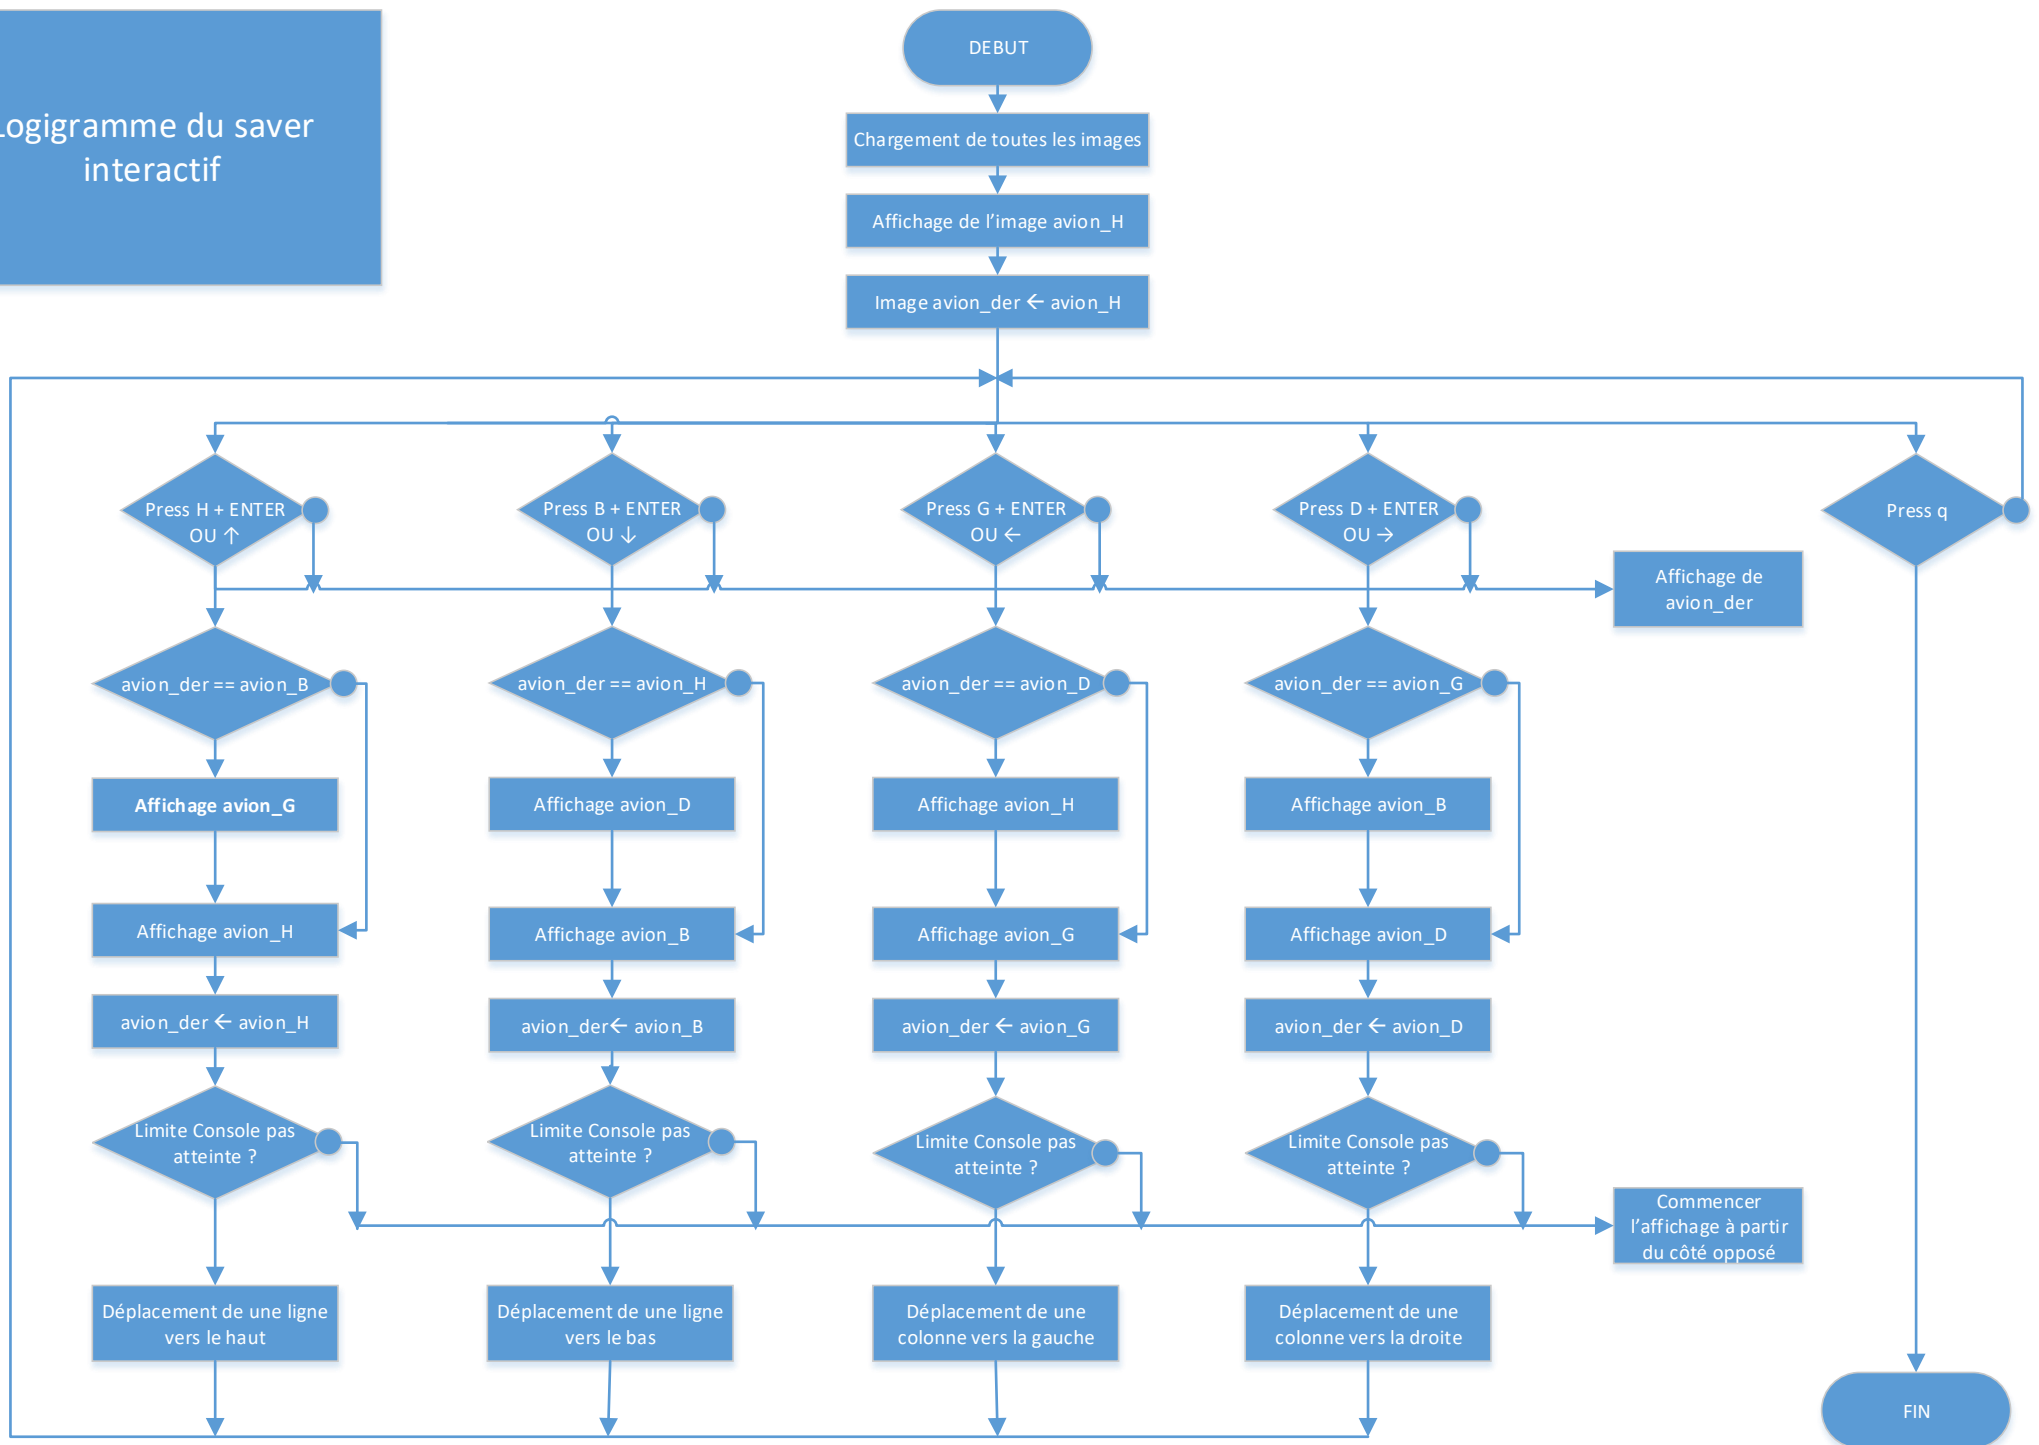 Logigramme du saver
interactif
DEBUT
Chargement de toutes les images
Affichage de l’image avion_H
Image avion_der ← avion_H
Press H + ENTER
OU ↑
Press B + ENTER
OU ↓
Press G + ENTER
OU ←
Press D + ENTER
OU →
Press q
Affichage de
avion_der
avion_der == avion_B
avion_der == avion_H
avion_der == avion_D
avion_der == avion_G
Affichage avion_G
Affichage avion_D
Affichage avion_H
Affichage avion_B
Affichage avion_H
Affichage avion_B
Affichage avion_G
Affichage avion_D
avion_der ← avion_H
avion_der← avion_B
avion_der ← avion_G
avion_der ← avion_D
Limite Console pas
atteinte ?
Limite Console pas
atteinte ?
Limite Console pas
atteinte ?
Limite Console pas
atteinte ?
Commencer
l’affichage à partir
du côté opposé
Déplacement de une ligne
vers le haut
Déplacement de une ligne
vers le bas
Déplacement de une
colonne vers la gauche
Déplacement de une
colonne vers la droite
FIN